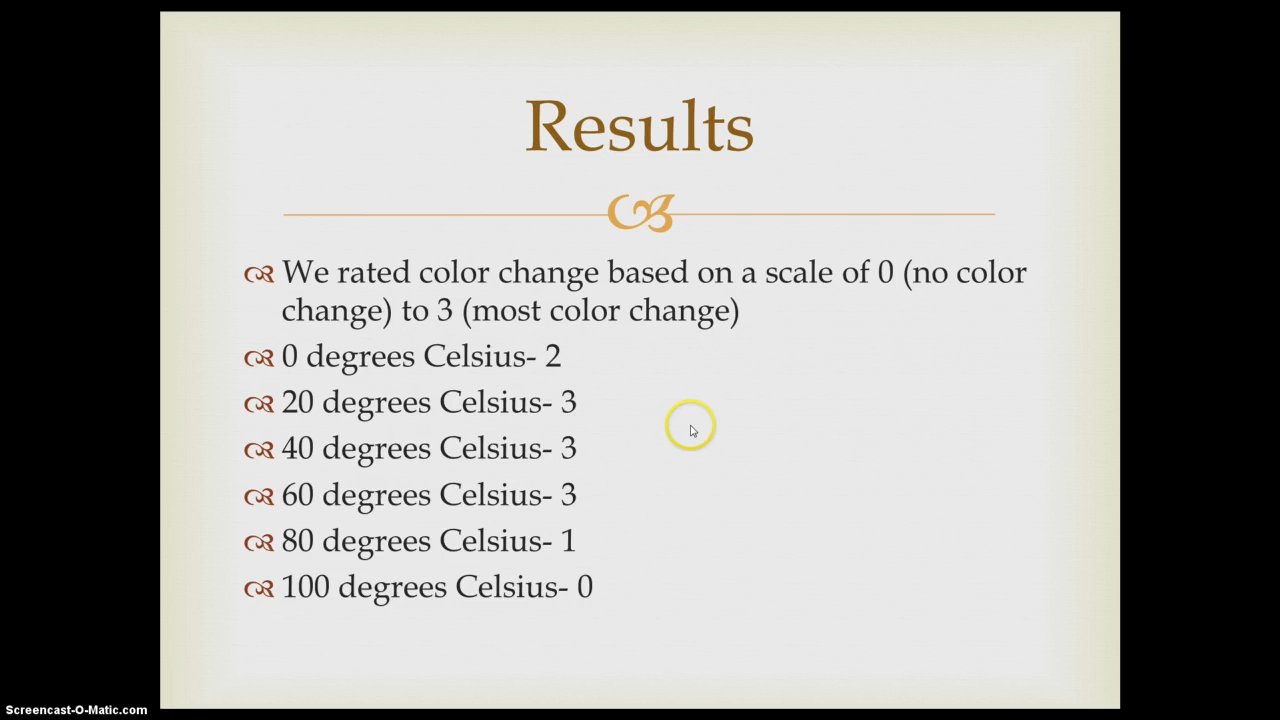 Results
We rated color change based on a scale of 0 (no color
change) to 3 (most color change)
0 degrees Celsius- 2
20 degrees Celsius- 3
40 degrees Celsius- 3
60 degrees Celsius- 3
80 degrees Celsius- 1
100 degrees Celsius- 0
Screencast-O-Matic.com